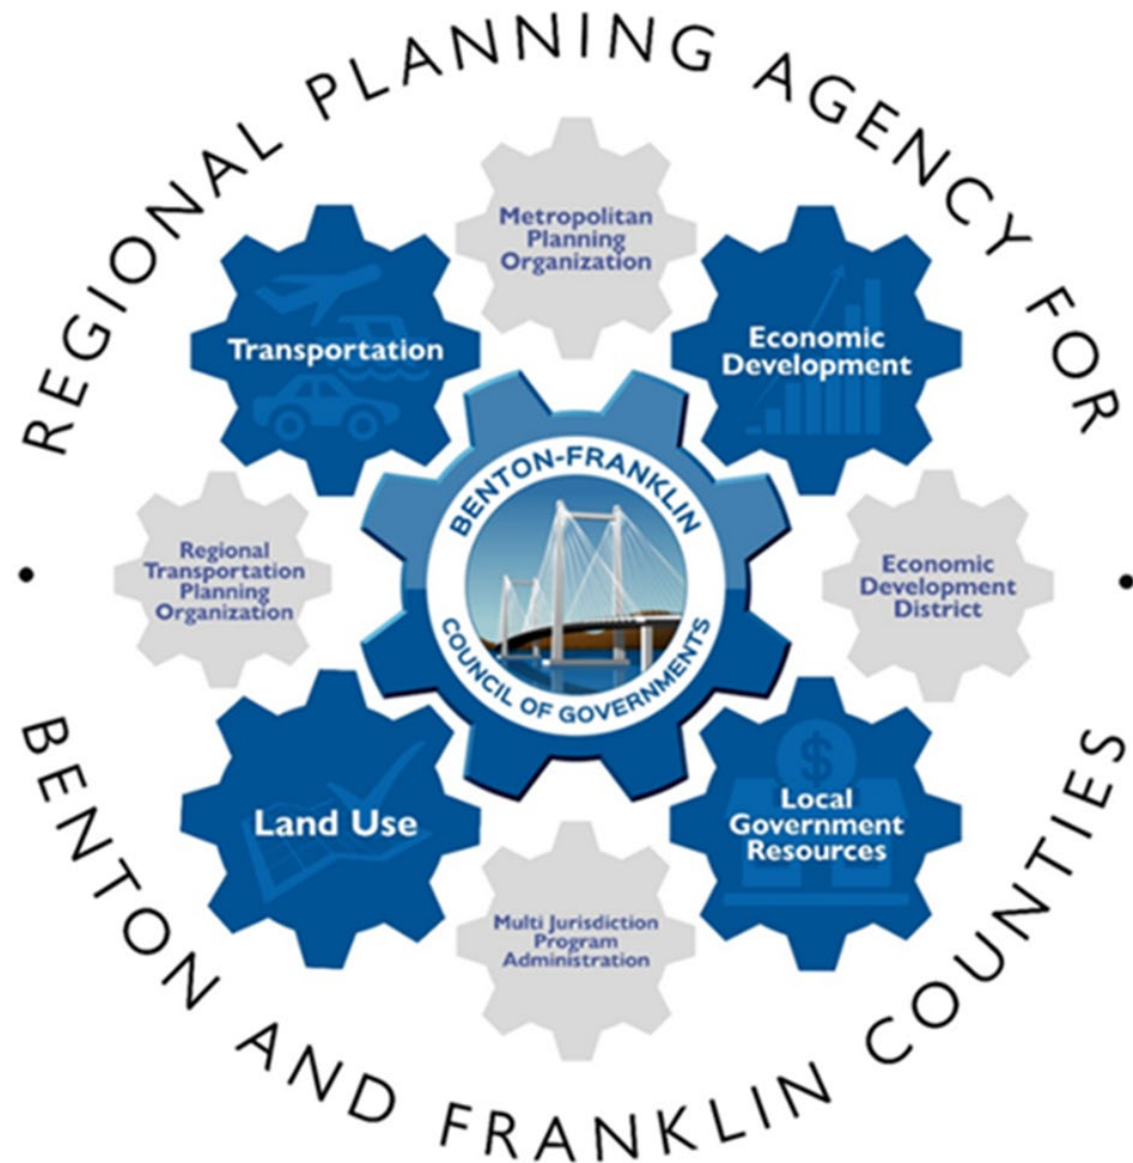 REGIONAL PLANNING AGENCY FOR
Metropolitan
Planning
Organization
Transportation
Economic
Development
BENTON-FRANKLIN
COUNCIL OF GOVERNMENTS
Regional
Transportation
Planning
Organization
Economic
Development
District
Land Use
$
Local
Government
Resources
Multi Jurisdiction
Program
Administration
BENTON AND FRANKLIN COUNTIES